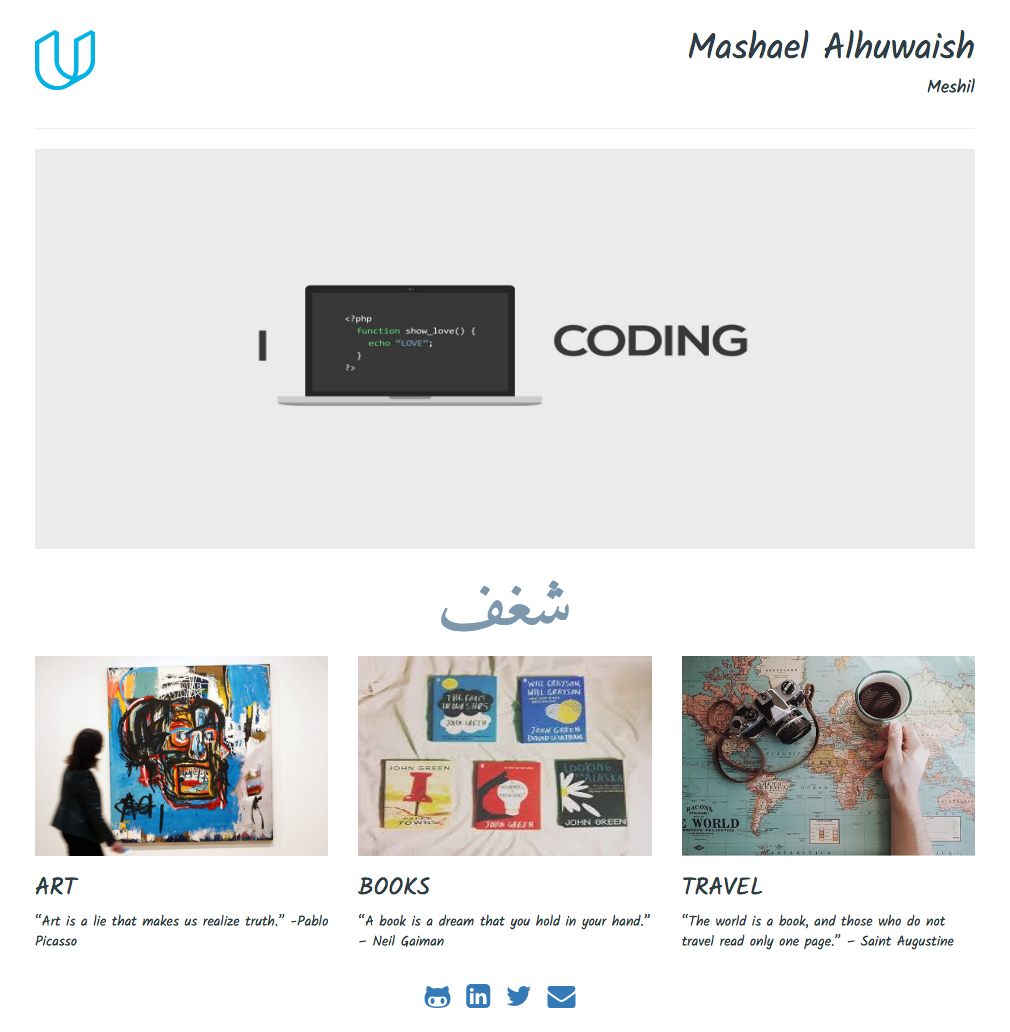 Mashael Alhuwaish
Meshil
I
<?php
function show_love() {
echo “LOVE”;
}
?>
CODING
شغف
THE FAULT
IN OUR STARS
JOHN GREEN
WILL GRAYSON,
WILL GRAYSON
JOHN GREEN
DAVID LEVITHAN
JOHN GREEN
PAPER
TOWNS
JOHN GREEN
LOOKING
ALASKA
JOHN GREEN
BACON'S
WORLD
OCEAN
ANTARCTICA
ART
“Art is a lie that makes us realize truth.” -Pablo
Picasso
BOOKS
“A book is a dream that you hold in your hand.”
– Neil Gaiman
TRAVEL
“The world is a book, and those who do not
travel read only one page.” – Saint Augustine